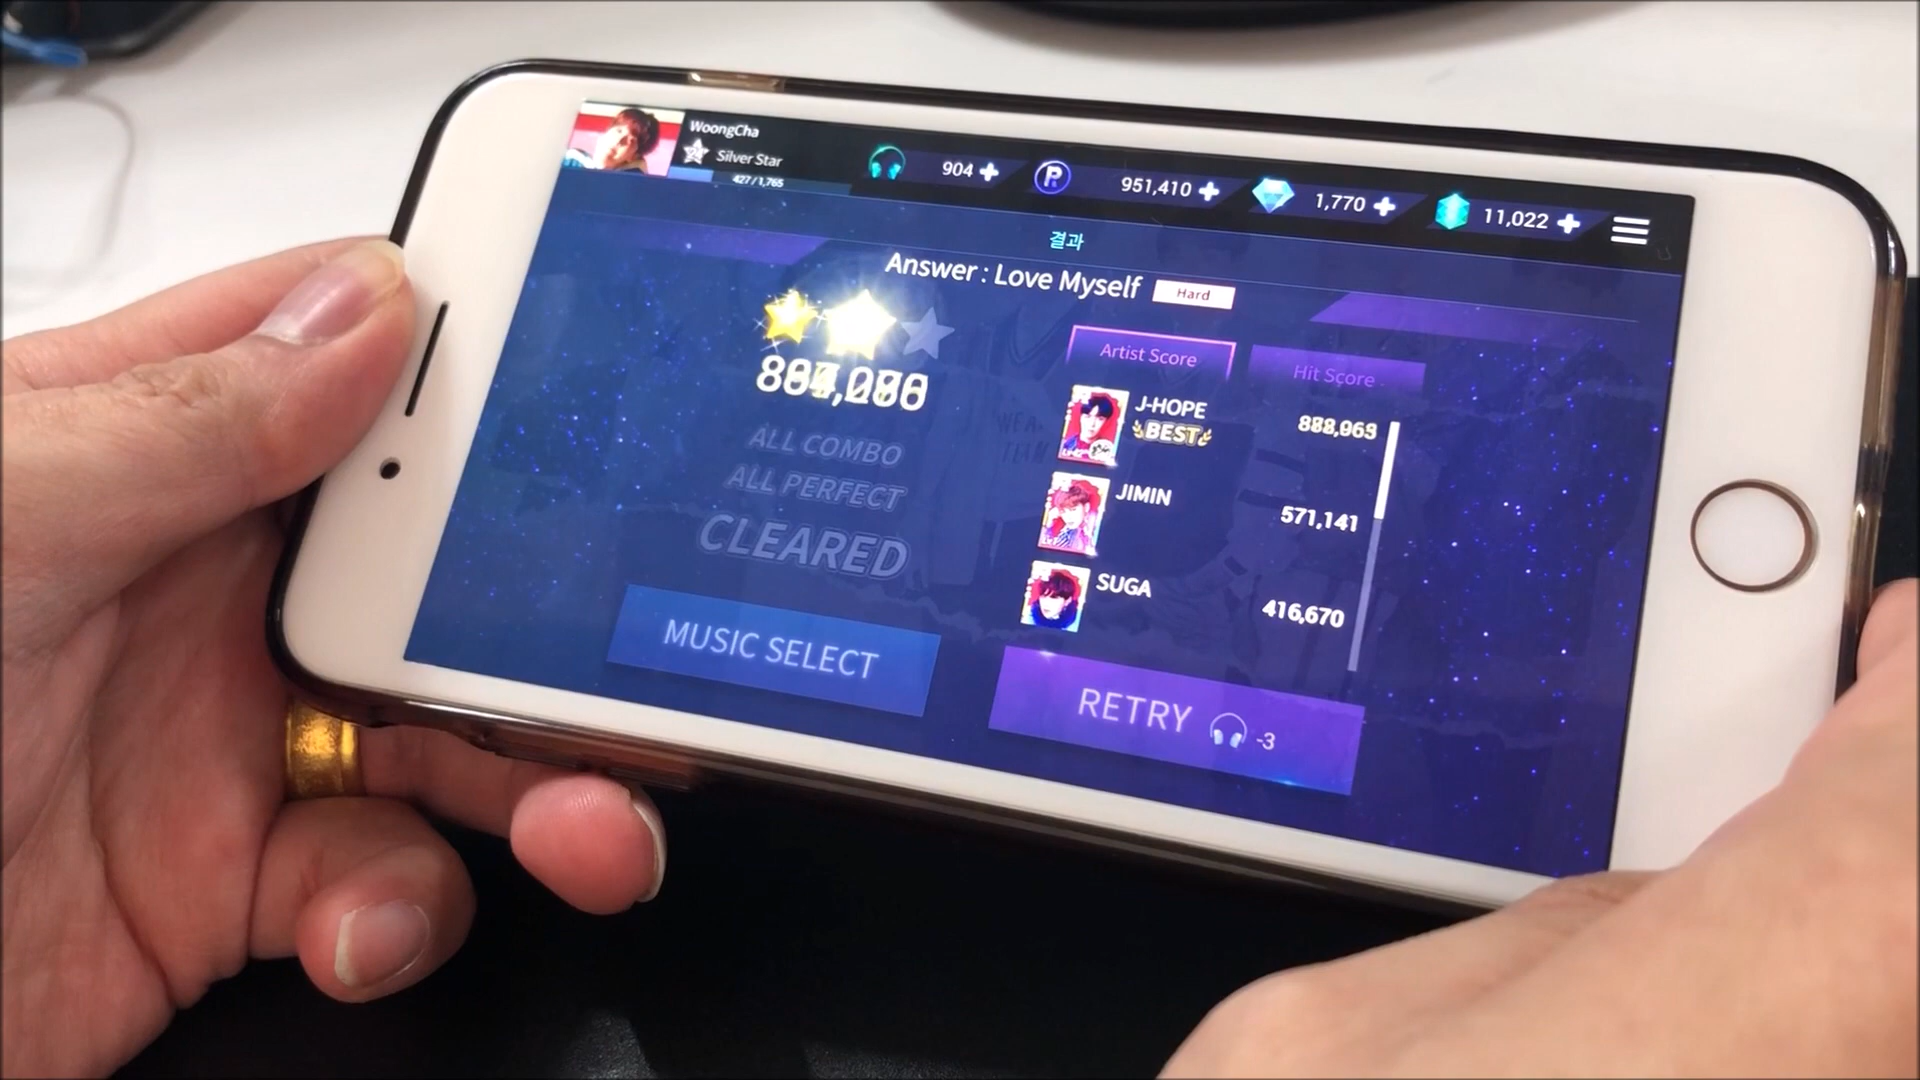 WoongCha
Silver Star
427 / 1,765
904
951,410
1,770
11,022
결과
Answer : Love Myself
Hard
ALL COMBO
ALL PERFECT
CLEARED
MUSIC SELECT
Artist Score
Hit Score
J-HOPE
BEST
JIMIN
571,141
SUGA
416,670
RETRY
-3